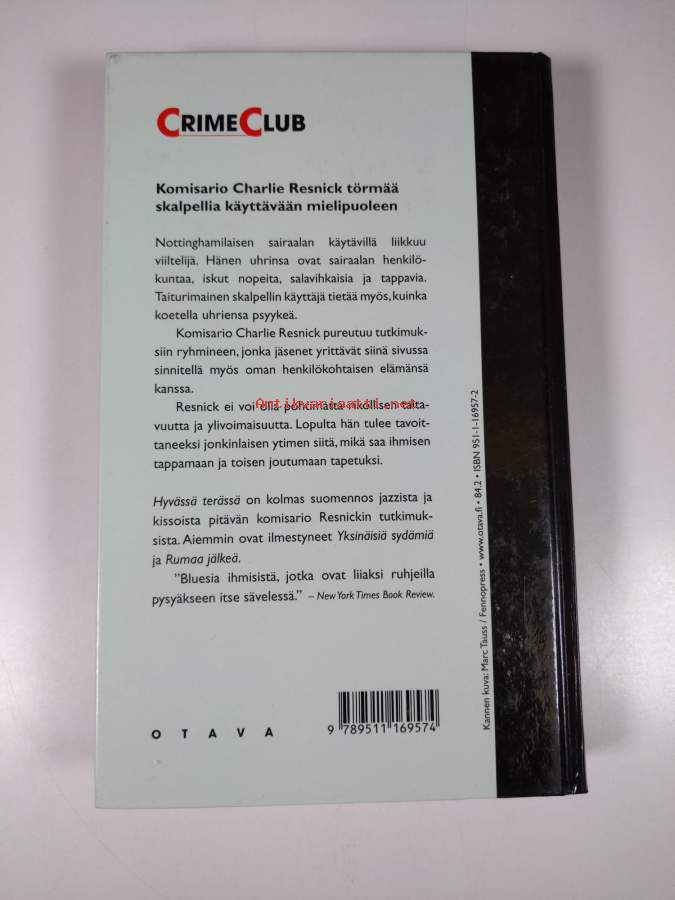 CRIMECLUB
Komisario Charlie Resnick törmää
skalpellia käyttävään mielipuoleen
Nottinghamilaisen sairaalan käytävillä liikkuu
viiltelijä. Hänen uhrinsa ovat sairaalan henkilö-
kuntaa, iskut nopeita, salavihkaisia ja tappavia.
Taiturimainen skalpellin käyttäjä tietää myös, kuinka
koetella uhriensa psyykeä.
Komisario Charlie Resnick pureutuu tutkimuk-
siin ryhmineen, jonka jäsenet yrittävät siinä sivussa
sinnitellä myös oman henkilökohtaisen elämänsä
kanssa.
Antikvariaatti.net
Resnick ei voi olla pohtimatta rikollisen taita-
vuutta ja ylivoimaisuutta. Lopulta hän tulee tavoit-
taneeksi jonkinlaisen ytimen siitä, mikä saa ihmisen
tappamaan ja toisen joutumaan tapetuksi.
Hyvässä terässä on kolmas suomennos jazzista ja
kissoista pitävän komisario Resnickin tutkimuk-
sista. Aiemmin ovat ilmestyneet Yksinäisiä sydämiä
ja Rumaa jälkeä.
”Bluesia ihmisistä, jotka ovat liiaksi ruhjeilla
pysyäkseen itse sävelessä.” – New York Times Book Review.
OTAVA
9 789511 169574
Kannen kuva: Marc Tauss / Fennopress • www.otava.fi • 84.2 • ISBN 951-1-16957-2